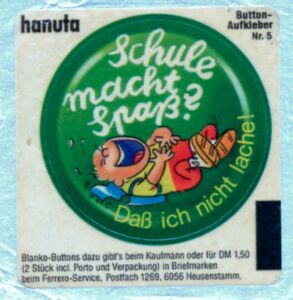 hanuta
Button-
Aufkleber
Nr. 5
Schule
macht
Spaß?
Daß ich nicht lache!
Blanko-Buttons dazu gibt's beim Kaufmann oder für DM 1,50
(2 Stück incl. Porto und Verpackung) in Briefmarken
beim Ferrero-Service, Postfach 1269, 6056 Heusenstamm.